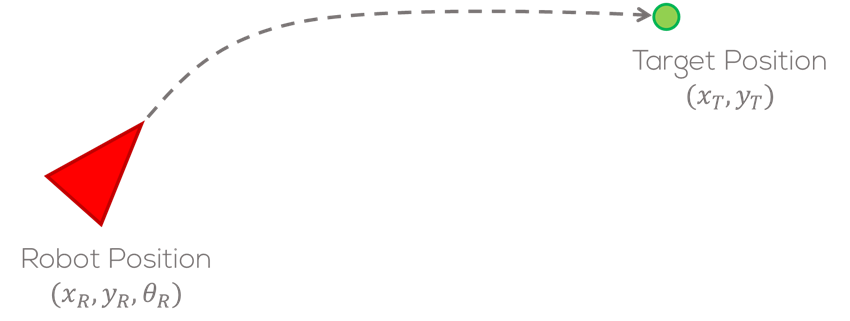 Target Position
(x_T, y_T)
Robot Position
(x_R, y_R, θ_R)